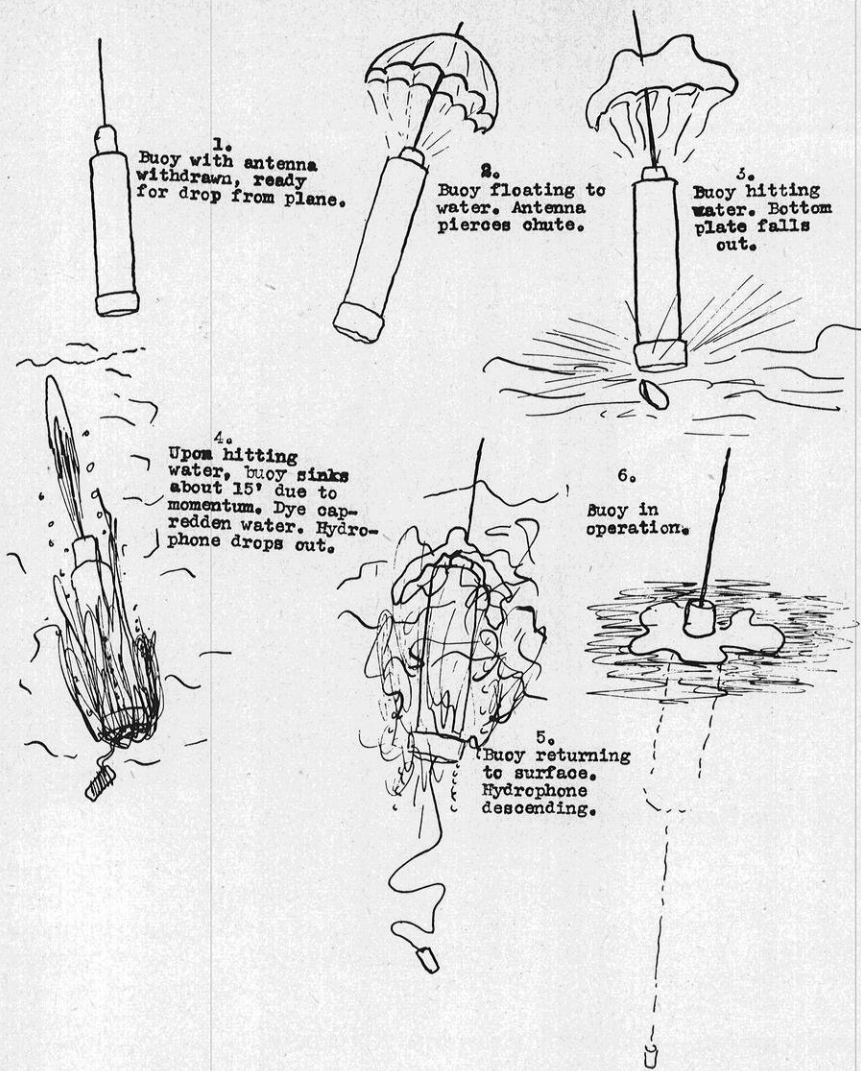 1.
Buoy with antenna
withdrawn, ready
for drop from plane.
2.
Buoy floating to
water. Antenna
pierces chute.
3.
Buoy hitting
water. Bottom
plate falls
out.
4.
Upon hitting
water, buoy sinks
about 15' due to
momentum. Dye cap-
redden water. Hydro-
phone drops out.
5.
Buoy returning
to surface.
Hydrophone
descending.
6.
Buoy in
operation.